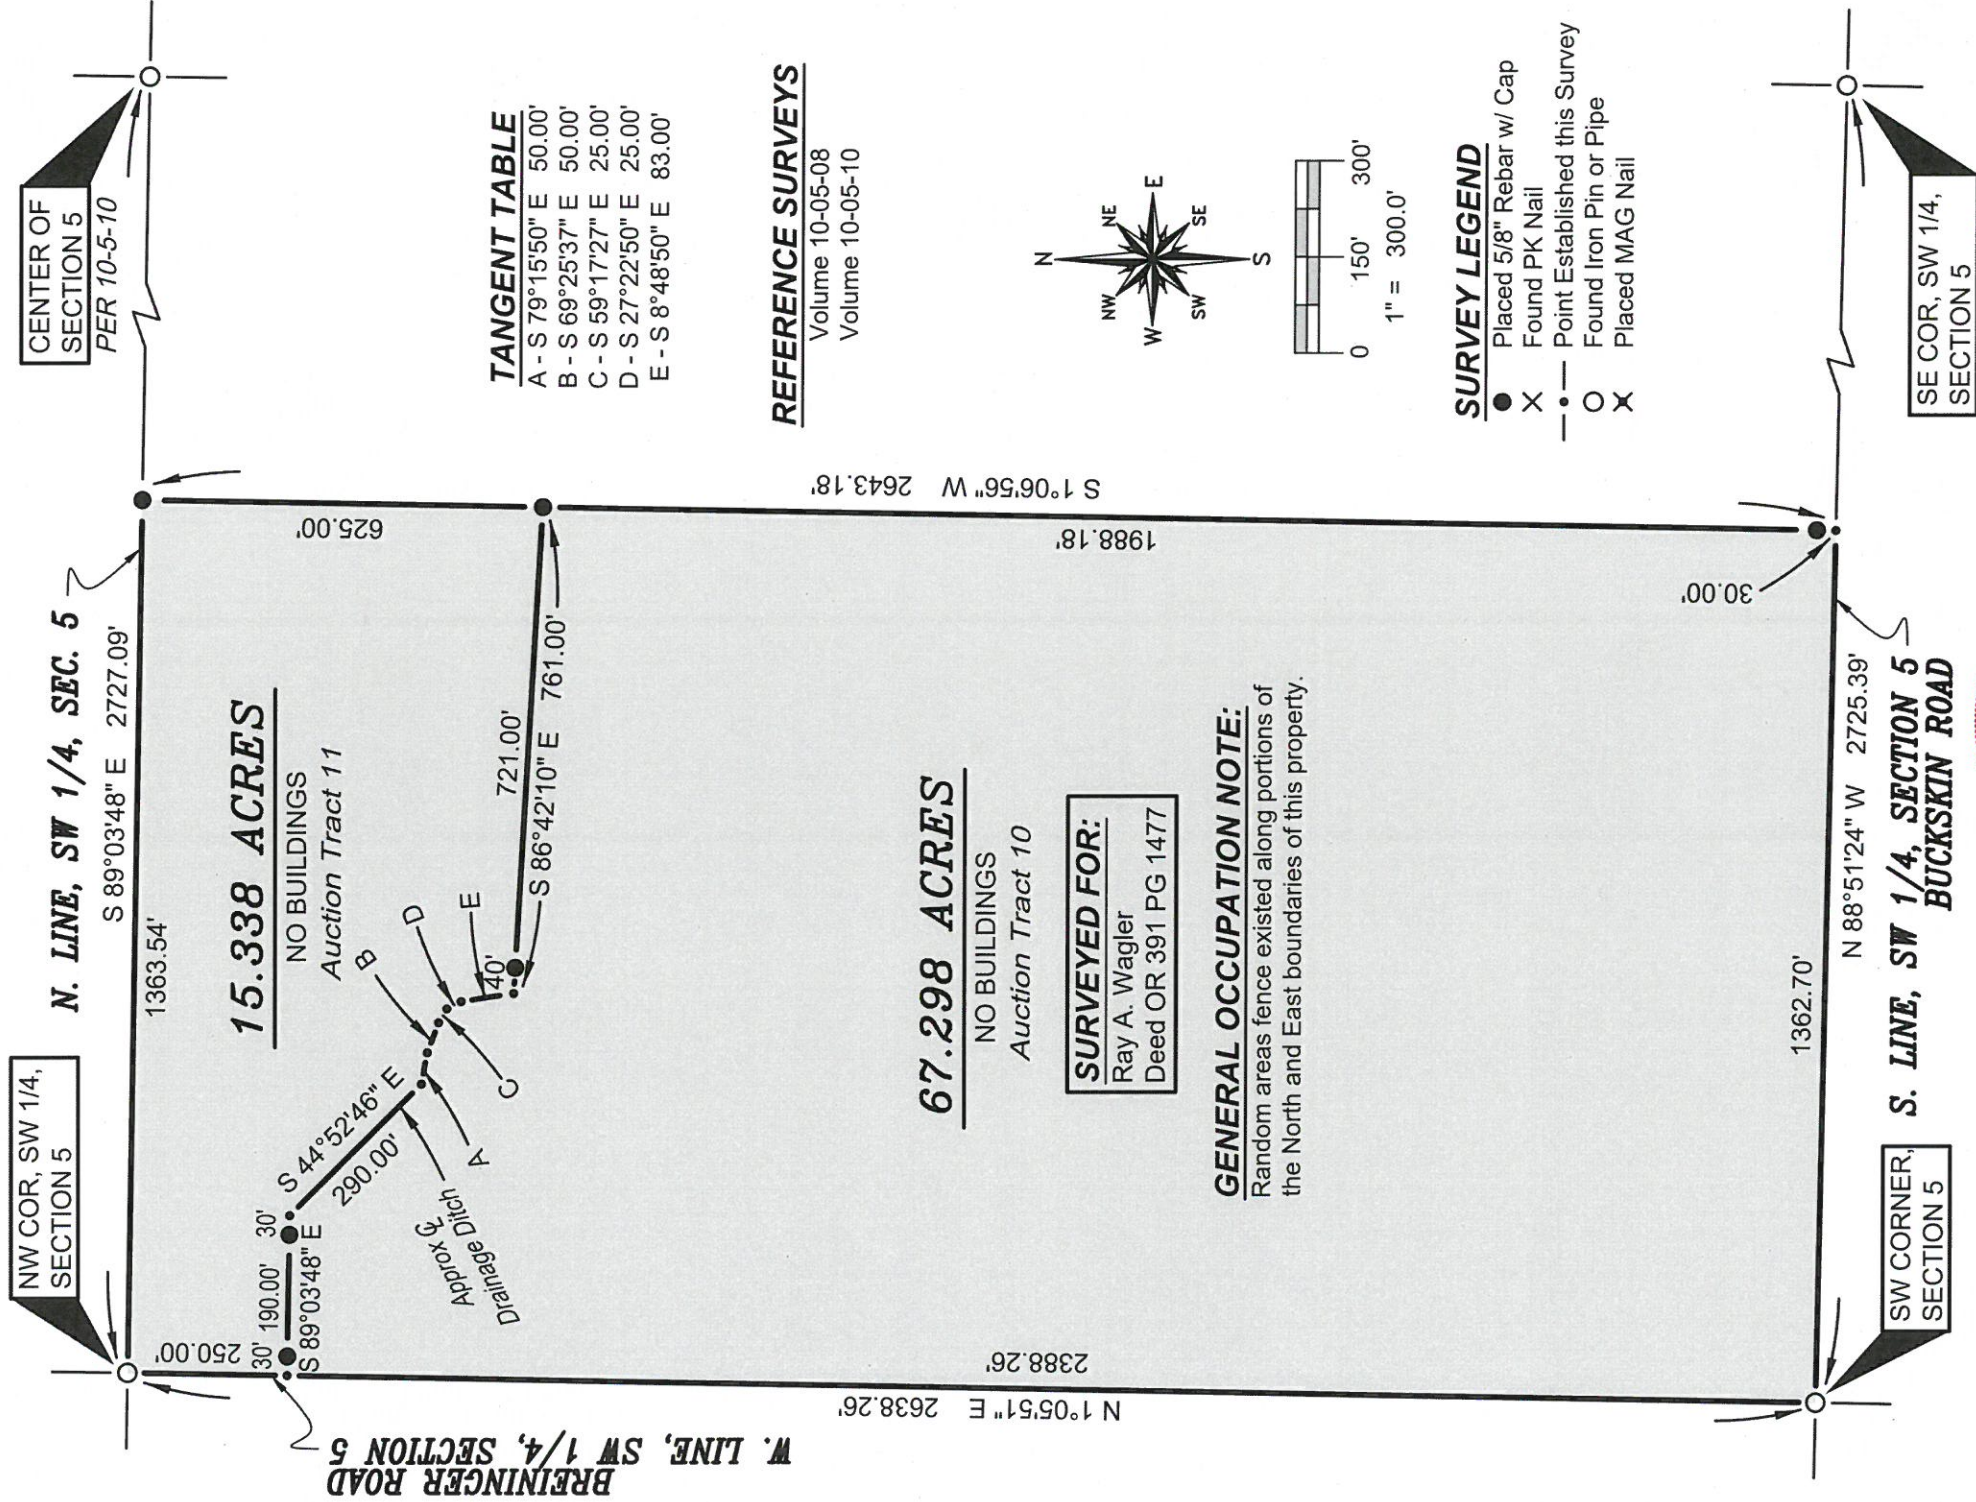 CENTER OF
SECTION 5
PER 10-5-10
NW COR, SW 1/4,
SECTION 5
N. LINE, SW 1/4, SEC. 5
S 89°03'48" E 2727.09'
1363.54'
15.338 ACRES
NO BUILDINGS
Auction Tract 11
250.00'
30'
190.00'
30'
S 89°03'48" E
S 44°52'46" E
290.00'
Approx ℄
Drainage Ditch
A
B
C
D
E
40'
721.00'
S 86°42'10" E 761.00'
625.00'
S 1°06'56" W 2643.18'
1988.18'
30.00'
67.298 ACRES
NO BUILDINGS
Auction Tract 10
SURVEYED FOR:
Ray A. Wagler
Deed OR 391 PG 1477
GENERAL OCCUPATION NOTE:
Random areas fence existed along portions of
the North and East boundaries of this property.
2388.26'
N 1°05'51" E 2638.26'
W. LINE, SW 1/4, SECTION 5
BREININGER ROAD
1362.70'
N 88°51'24" W 2725.39'
S. LINE, SW 1/4, SECTION 5
BUCKSKIN ROAD
SW CORNER,
SECTION 5
SE COR, SW 1/4,
SECTION 5
TANGENT TABLE
A - S 79°15'50" E 50.00'
B - S 69°25'37" E 50.00'
C - S 59°17'27" E 25.00'
D - S 27°22'50" E 25.00'
E - S 8°48'50" E 83.00'
REFERENCE SURVEYS
Volume 10-05-08
Volume 10-05-10
N
NE
E
SE
S
SW
W
NW
0 150' 300'
1" = 300.0'
SURVEY LEGEND
Placed 5/8" Rebar w/ Cap
Found PK Nail
Point Established this Survey
Found Iron Pin or Pipe
Placed MAG Nail